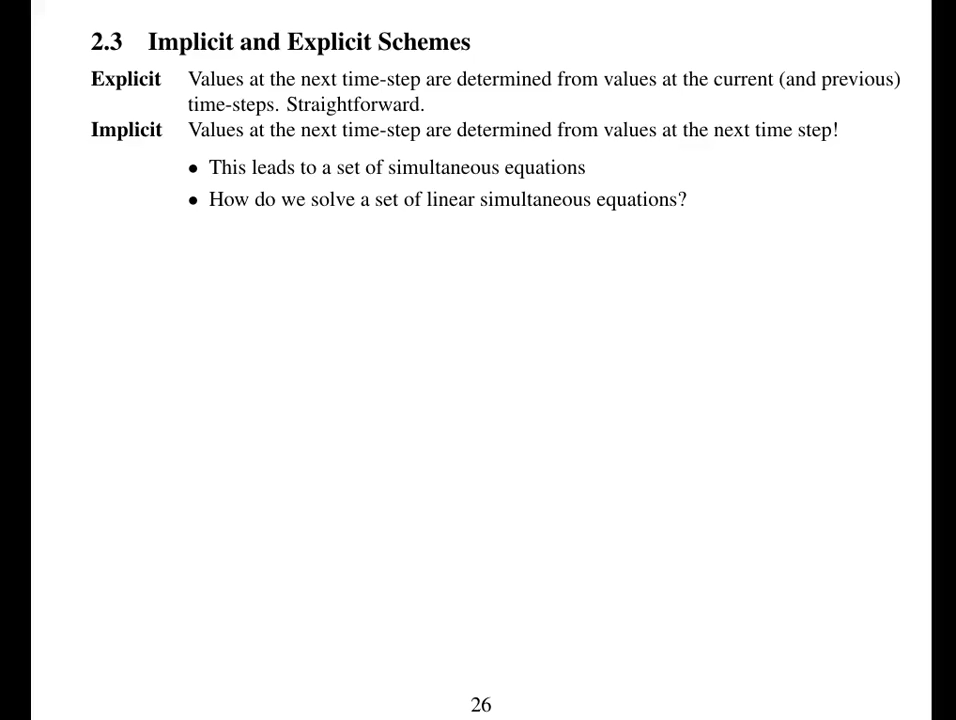 2.3 Implicit and Explicit Schemes
Explicit Values at the next time-step are determined from values at the current (and previous)
time-steps. Straightforward.
Implicit Values at the next time-step are determined from values at the next time step!
• This leads to a set of simultaneous equations
• How do we solve a set of linear simultaneous equations?
26